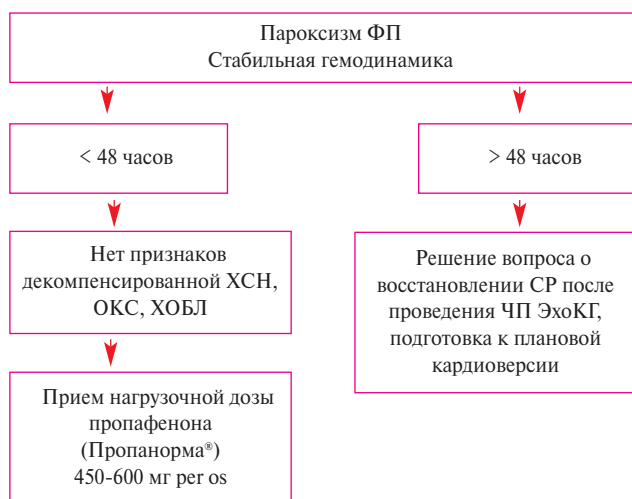 Пароксизм ФП
Стабильная гемодинамика
< 48 часов
> 48 часов
Нет признаков
декомпенсированной ХСН,
ОКС, ХОБЛ
Решение вопроса о
восстановлении СР после
проведения ЧП ЭхоКГ,
подготовка к плановой
кардиоверсии
Прием нагрузочной дозы
пропафенона
(Пропанорма®)
450-600 мг per os